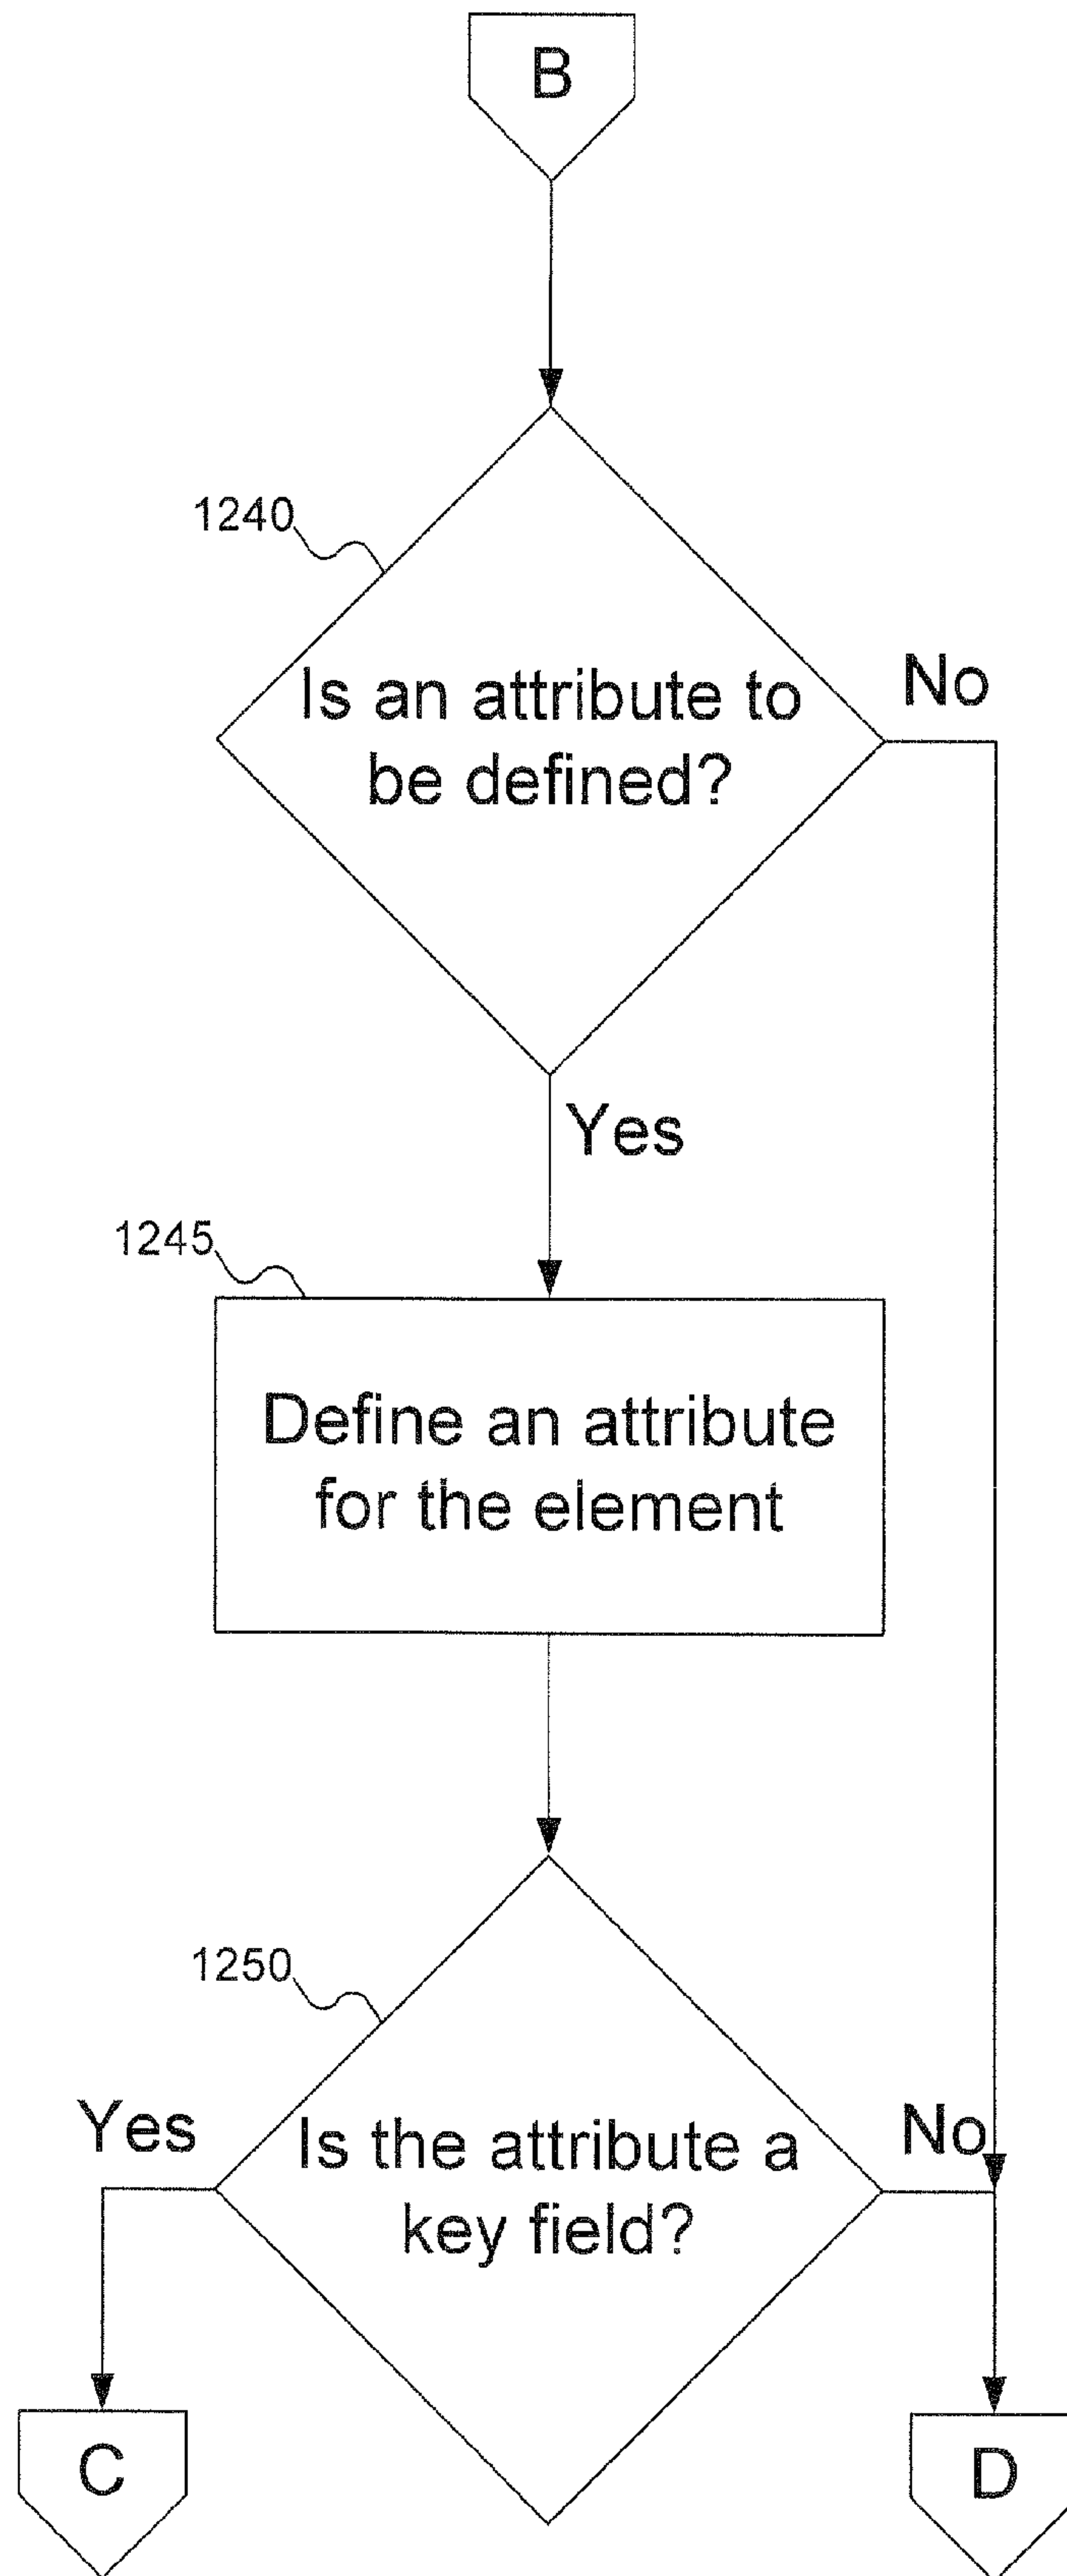 B
1240
Is an attribute to
be defined?
No
Yes
1245
Define an attribute
for the element
1250
Yes
Is the attribute a
key field?
No
C
D